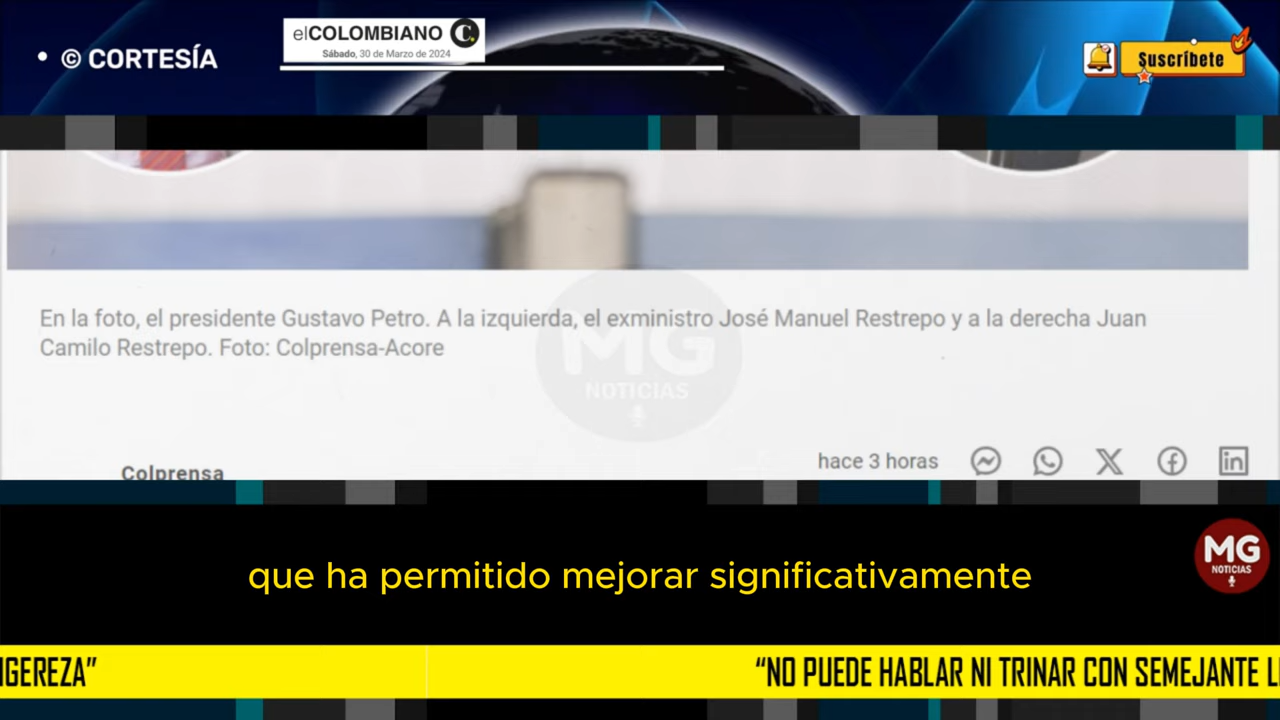 • © CORTESÍA
elCOLOMBIANO C.
Sábado, 30 de Marzo de 2024
Suscríbete
En la foto, el presidente Gustavo Petro. A la izquierda, el exministro José Manuel Restrepo y a la derecha Juan
Camilo Restrepo. Foto: Colprensa-Acore
MG
NOTICIAS
hace 3 horas
Colprensa
que ha permitido mejorar significativamente
MG
NOTICIAS
IGEREZA” “NO PUEDE HABLAR NI TRINAR CON SEMEJANTE L